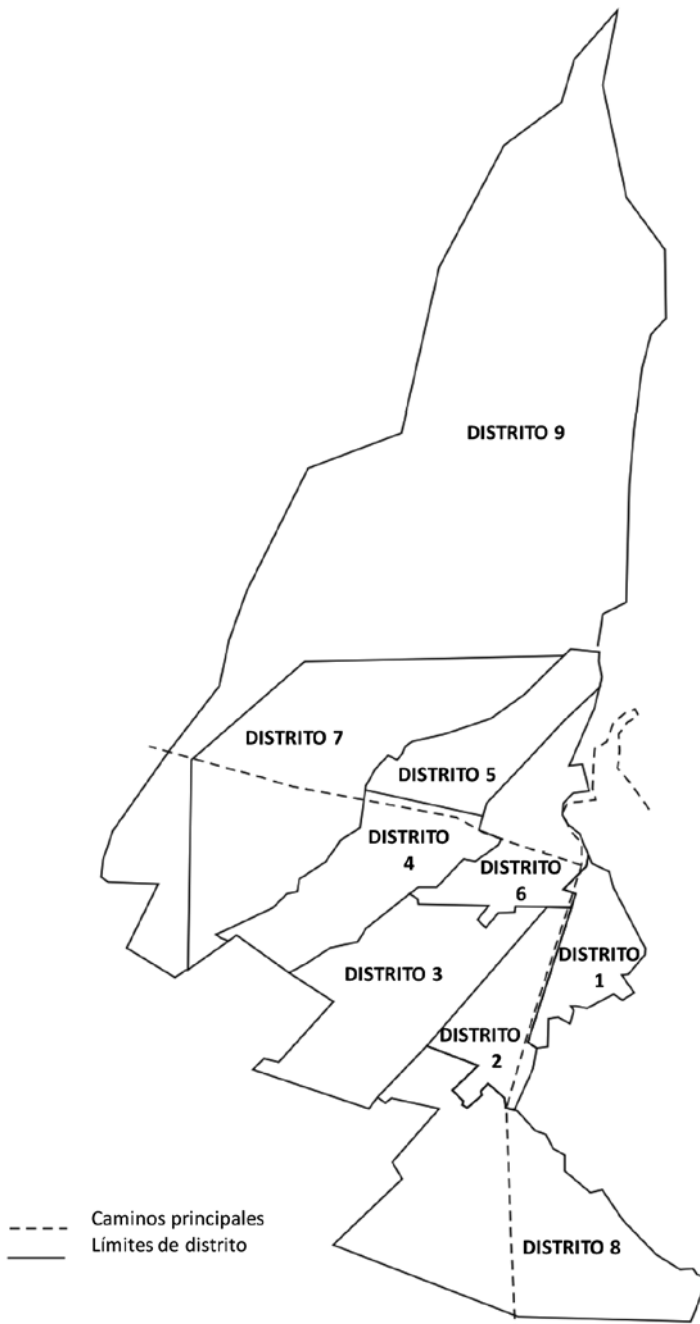 DISTRITO 9
DISTRITO 7
DISTRITO 5
DISTRITO
4
DISTRITO
6
DISTRITO
1
DISTRITO 3
DISTRITO
2
DISTRITO 8
Caminos principales
Límites de distrito